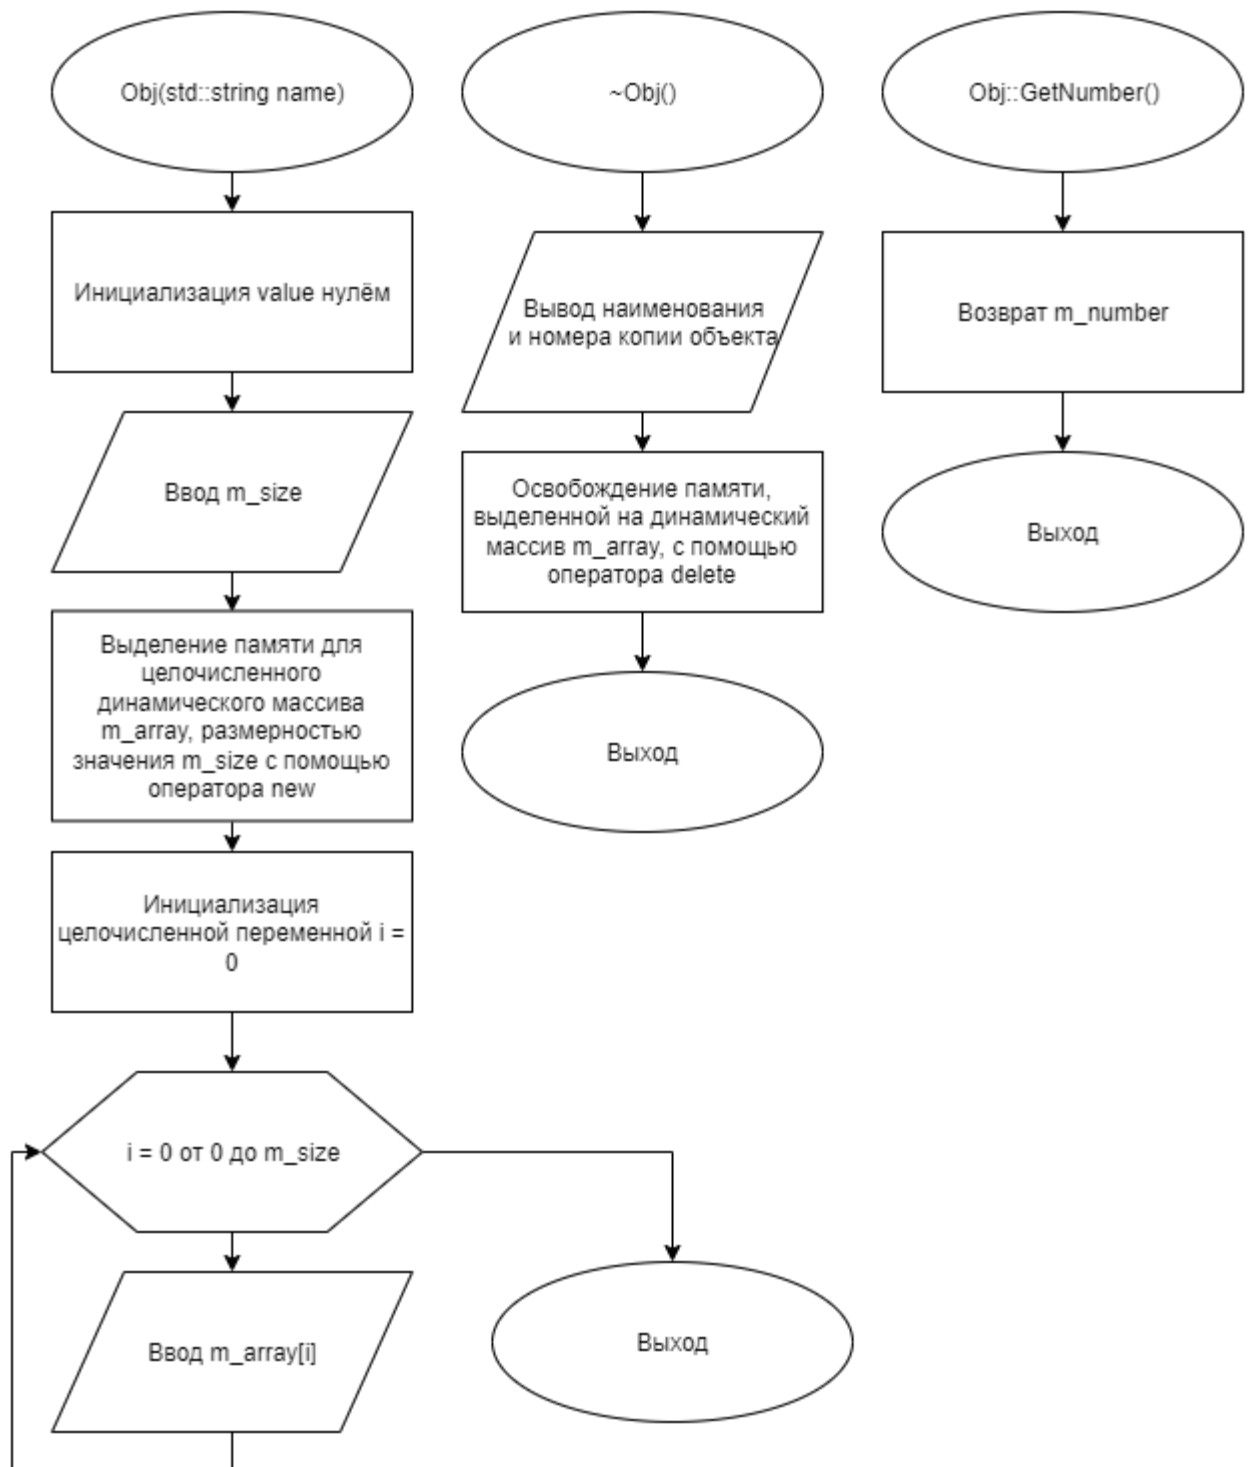 Obj(std::string name)
Инициализация value нулём
Ввод m_size
Выделение памяти для
целочисленного
динамического массива
m_array, размерностью
значения m_size с помощью
оператора new
Инициализация
целочисленной переменной i =
0
i = 0 от 0 до m_size
Ввод m_array[i]
Выход
~Obj()
Вывод наименования
и номера копии объекта
Освобождение памяти,
выделенной на динамический
массив m_array, с помощью
оператора delete
Выход
Obj::GetNumber()
Возврат m_number
Выход